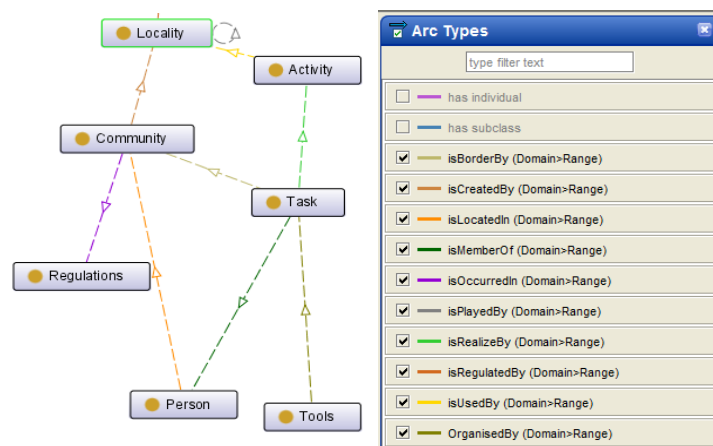 Locality
Activity
Community
Task
Regulations
Person
Tools
Arc Types
type filter text
has individual
has subclass
isBorderBy (Domain>Range)
isCreatedBy (Domain>Range)
isLocatedIn (Domain>Range)
isMemberOf (Domain>Range)
isOccurredIn (Domain>Range)
isPlayedBy (Domain>Range)
isRealizeBy (Domain>Range)
isRegulatedBy (Domain>Range)
isUsedBy (Domain>Range)
OrganisedBy (Domain>Range)